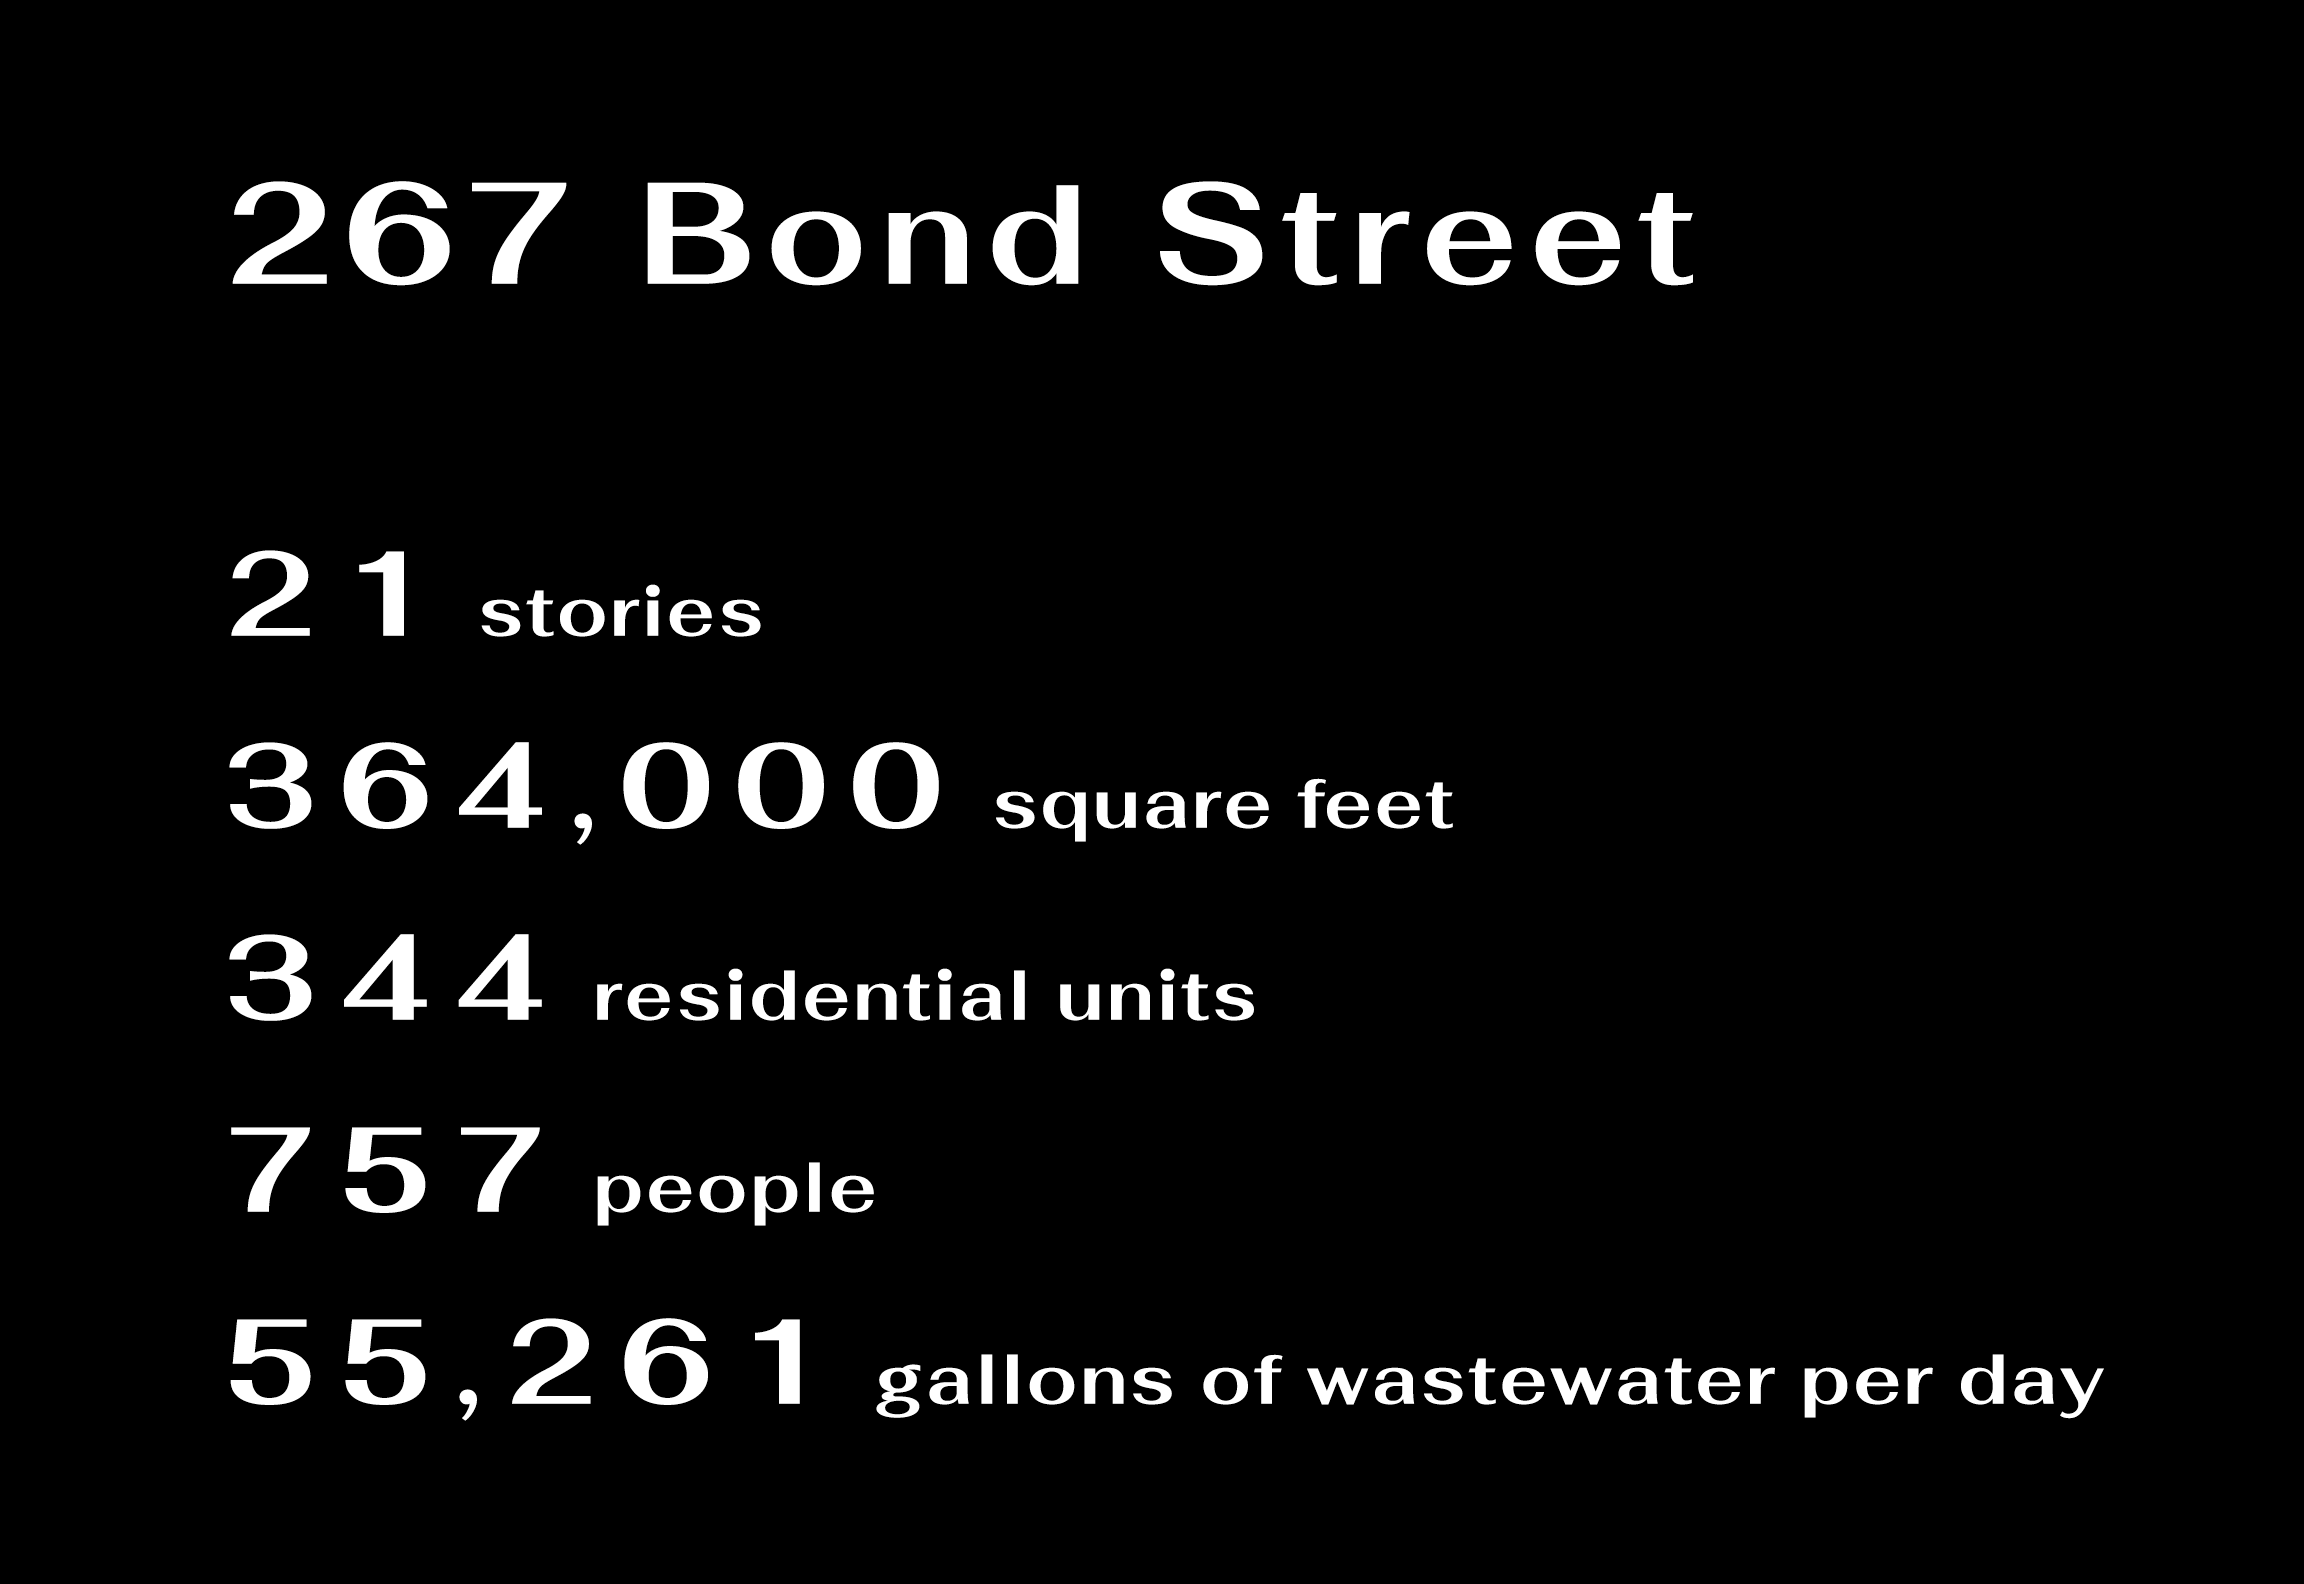 267 Bond Street
21 stories
364,000 square feet
344 residential units
757 people
55,261 gallons of wastewater per day